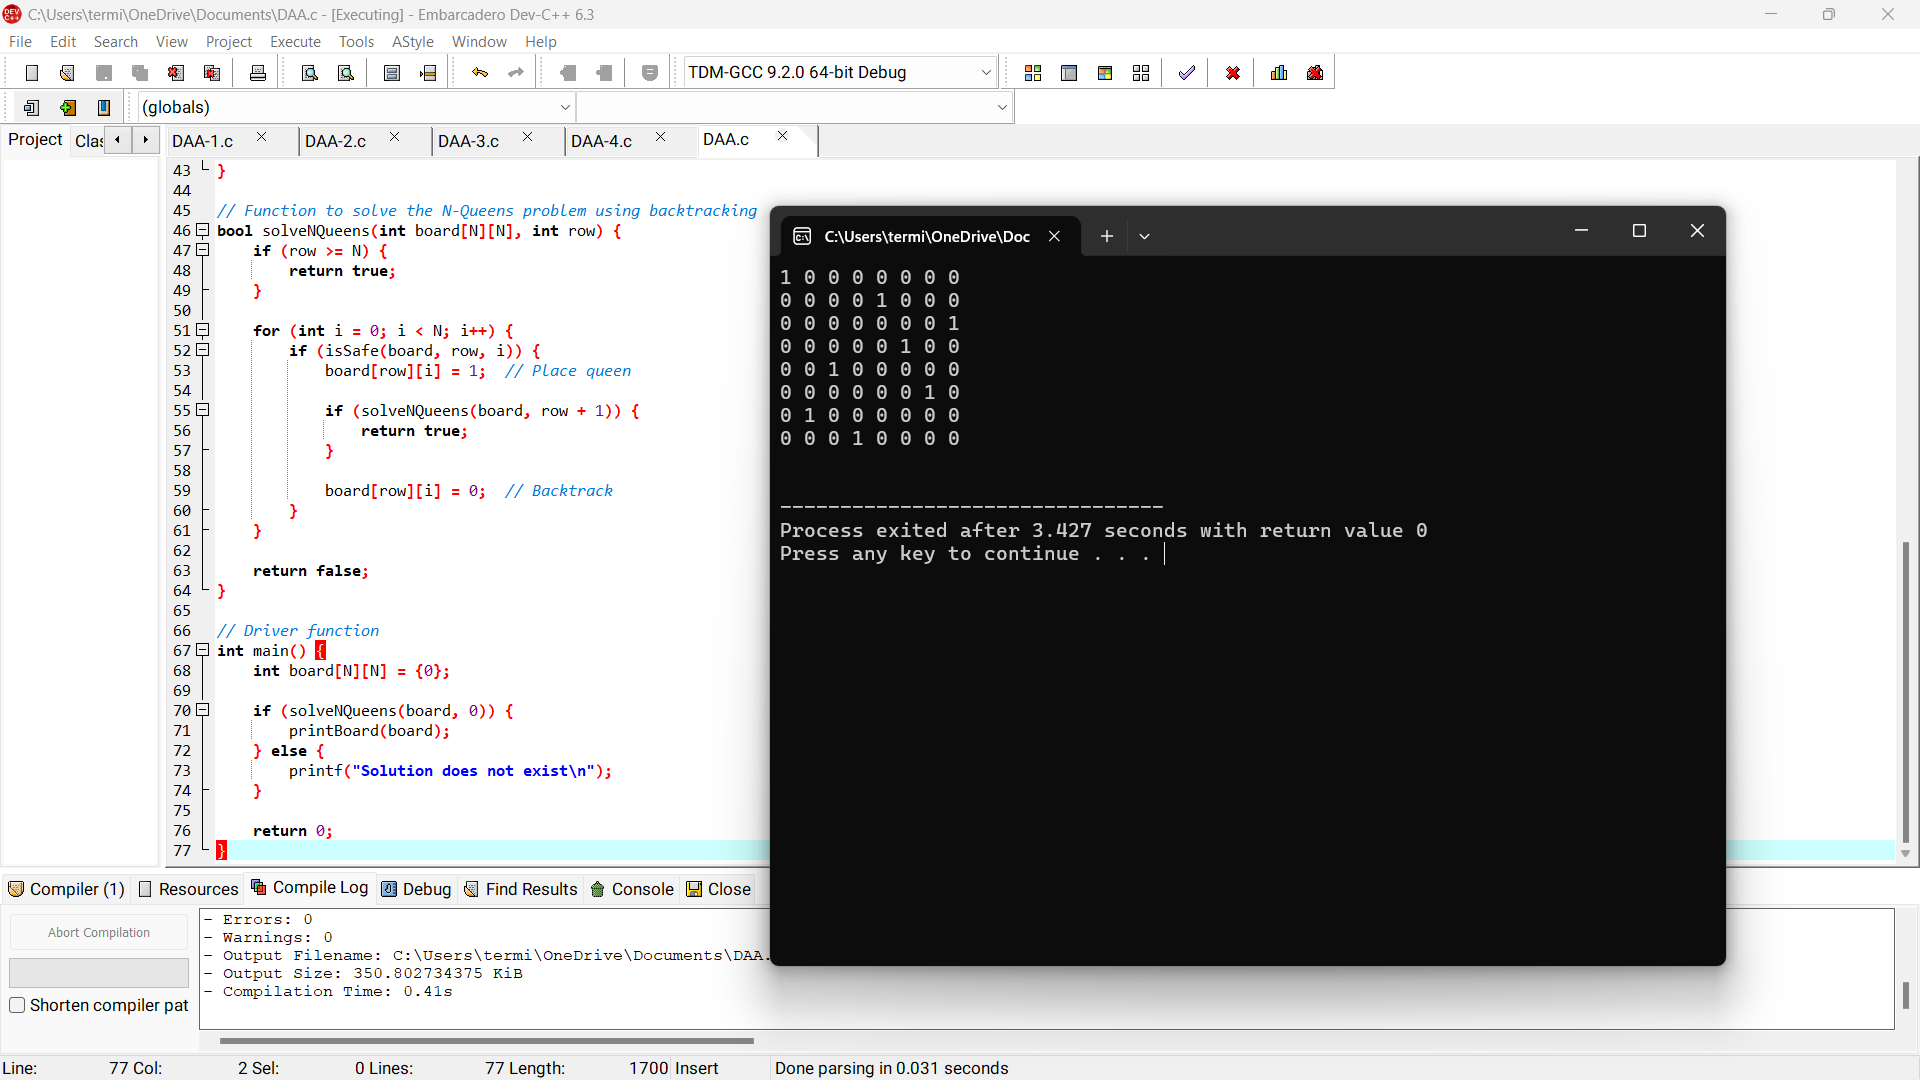 C:\Users\termi\OneDrive\Documents\DAA.c - [Executing] - Embarcadero Dev-C++ 6.3
File Edit Search View Project Execute Tools AStyle Window Help
TDM-GCC 9.2.0 64-bit Debug
(globals)
Project Clas DAA-1.c DAA-2.c DAA-3.c DAA-4.c DAA.c
43 }
44
45 // Function to solve the N-Queens problem using backtracking
46 bool solveNQueens(int board[N][N], int row) {
47 if (row >= N) {
48 return true;
49 }
50
51 for (int i = 0; i < N; i++) {
52 if (isSafe(board, row, i)) {
53 board[row][i] = 1; // Place queen
54
55 if (solveNQueens(board, row + 1)) {
56 return true;
57 }
58
59 board[row][i] = 0; // Backtrack
60 }
61 }
62
63 return false;
64 }
65
66 // Driver function
67 int main() {
68 int board[N][N] = {0};
69
70 if (solveNQueens(board, 0)) {
71 printBoard(board);
72 } else {
73 printf("Solution does not exist\n");
74 }
75
76 return 0;
77 }
C:\Users\termi\OneDrive\Doc
1 0 0 0 0 0 0 0
0 0 0 0 1 0 0 0
0 0 0 0 0 0 0 1
0 0 0 0 0 1 0 0
0 0 1 0 0 0 0 0
0 0 0 0 0 0 1 0
0 1 0 0 0 0 0 0
0 0 0 1 0 0 0 0
--------------------------------
Process exited after 3.427 seconds with return value 0
Press any key to continue . . .
Compiler (1) Resources Compile Log Debug Find Results Console Close
Abort Compilation
Shorten compiler pat
- Errors: 0
- Warnings: 0
- Output Filename: C:\Users\termi\OneDrive\Documents\DAA.
- Output Size: 350.802734375 KiB
- Compilation Time: 0.41s
Line: 77 Col: 2 Sel: 0 Lines: 77 Length: 1700 Insert Done parsing in 0.031 seconds